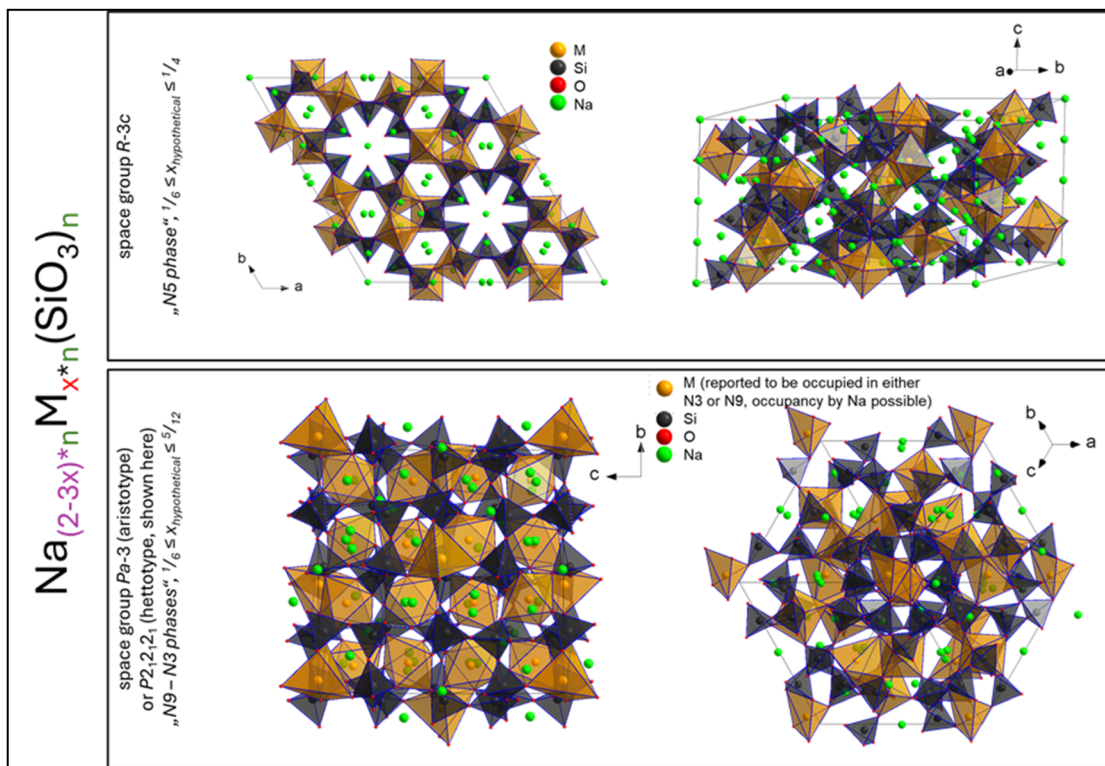 Na(2-3x)*nMx*n(SiO3)n
space group R-3c
„N5 phase“, 1/6 ≤ xhypothetical ≤ 1/4
M
Si
O
Na
b
a
c
a
b
space group Pa-3 (aristotype)
or P212121 (hettotype, shown here)
„N9 – N3 phases“, 1/6 ≤ xhypothetical ≤ 5/12
M (reported to be occupied in either
N3 or N9, occupancy by Na possible)
Si
O
Na
b
c
b
a
c